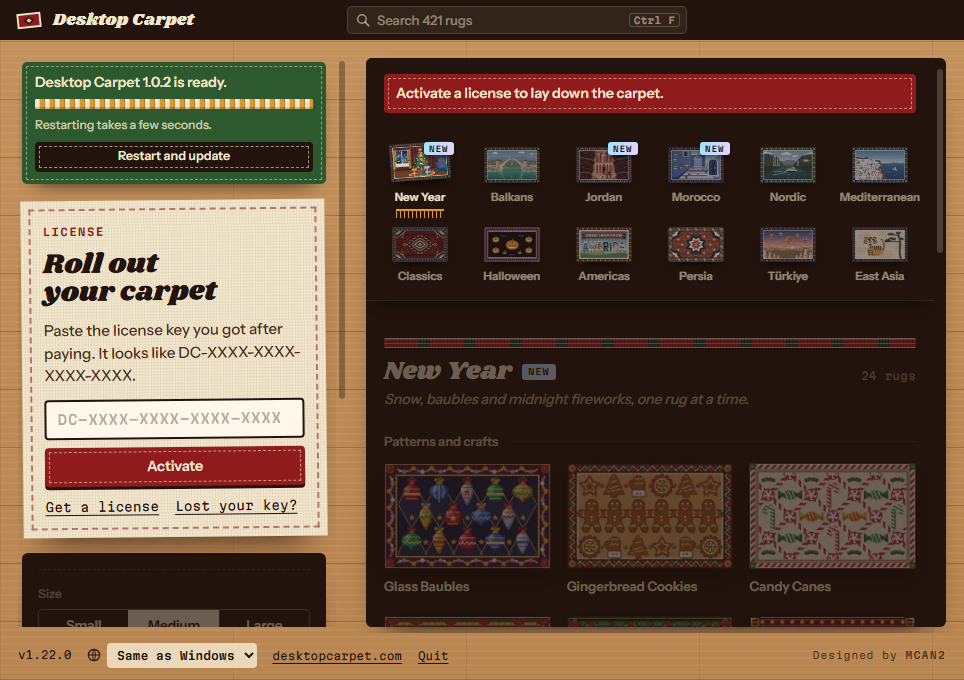 Desktop Carpet
Search 421 rugs
Ctrl F
Desktop Carpet 1.0.2 is ready.
Restarting takes a few seconds.
Restart and update
LICENSE
Roll out
your carpet
Paste the license key you got after
paying. It looks like DC-XXXX-XXXX-
XXXX-XXXX.
DC-XXXX-XXXX-XXXX-XXXX
Activate
Get a license Lost your key?
Size
Small Medium Large
Activate a license to lay down the carpet.
NEW NEW NEW
New Year Balkans Jordan Morocco Nordic Mediterranean
Classics Halloween Americas Persia Türkiye East Asia
New Year NEW
24 rugs
Snow, baubles and midnight fireworks, one rug at a time.
Patterns and crafts
Glass Baubles Gingerbread Cookies Candy Canes
v1.22.0 Same as Windows desktopcarpet.com Quit
Designed by MCAN2